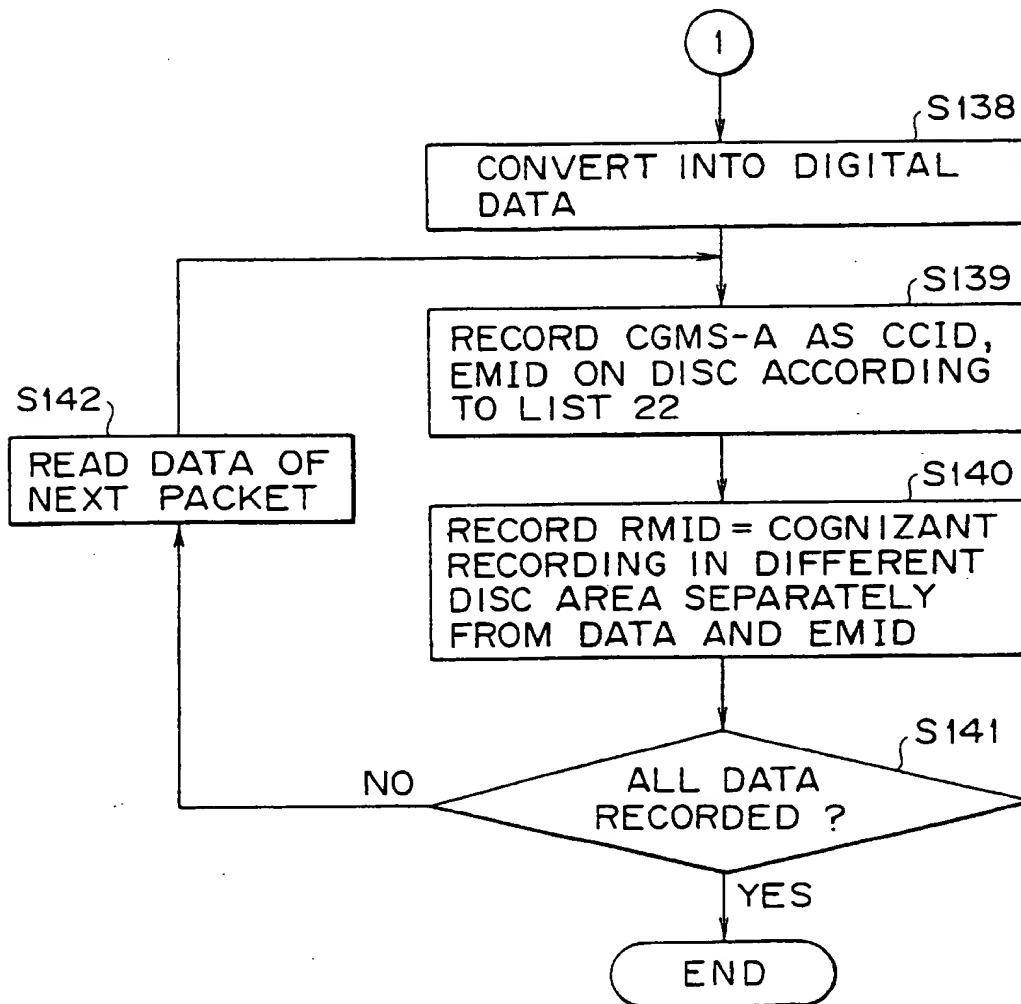 1
S138
CONVERT INTO DIGITAL
DATA
S139
RECORD CGMS-A AS CCID,
EMID ON DISC ACCORDING
TO LIST 22
S142
READ DATA OF
NEXT PACKET
S140
RECORD RMID = COGNIZANT
RECORDING IN DIFFERENT
DISC AREA SEPARATELY
FROM DATA AND EMID
S141
NO
ALL DATA
RECORDED ?
YES
END